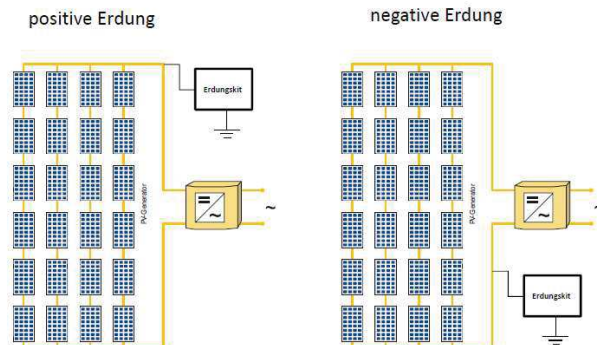 positive Erdung
negative Erdung
Erdungskit
PV-Generator
PV-Generator
Erdungskit